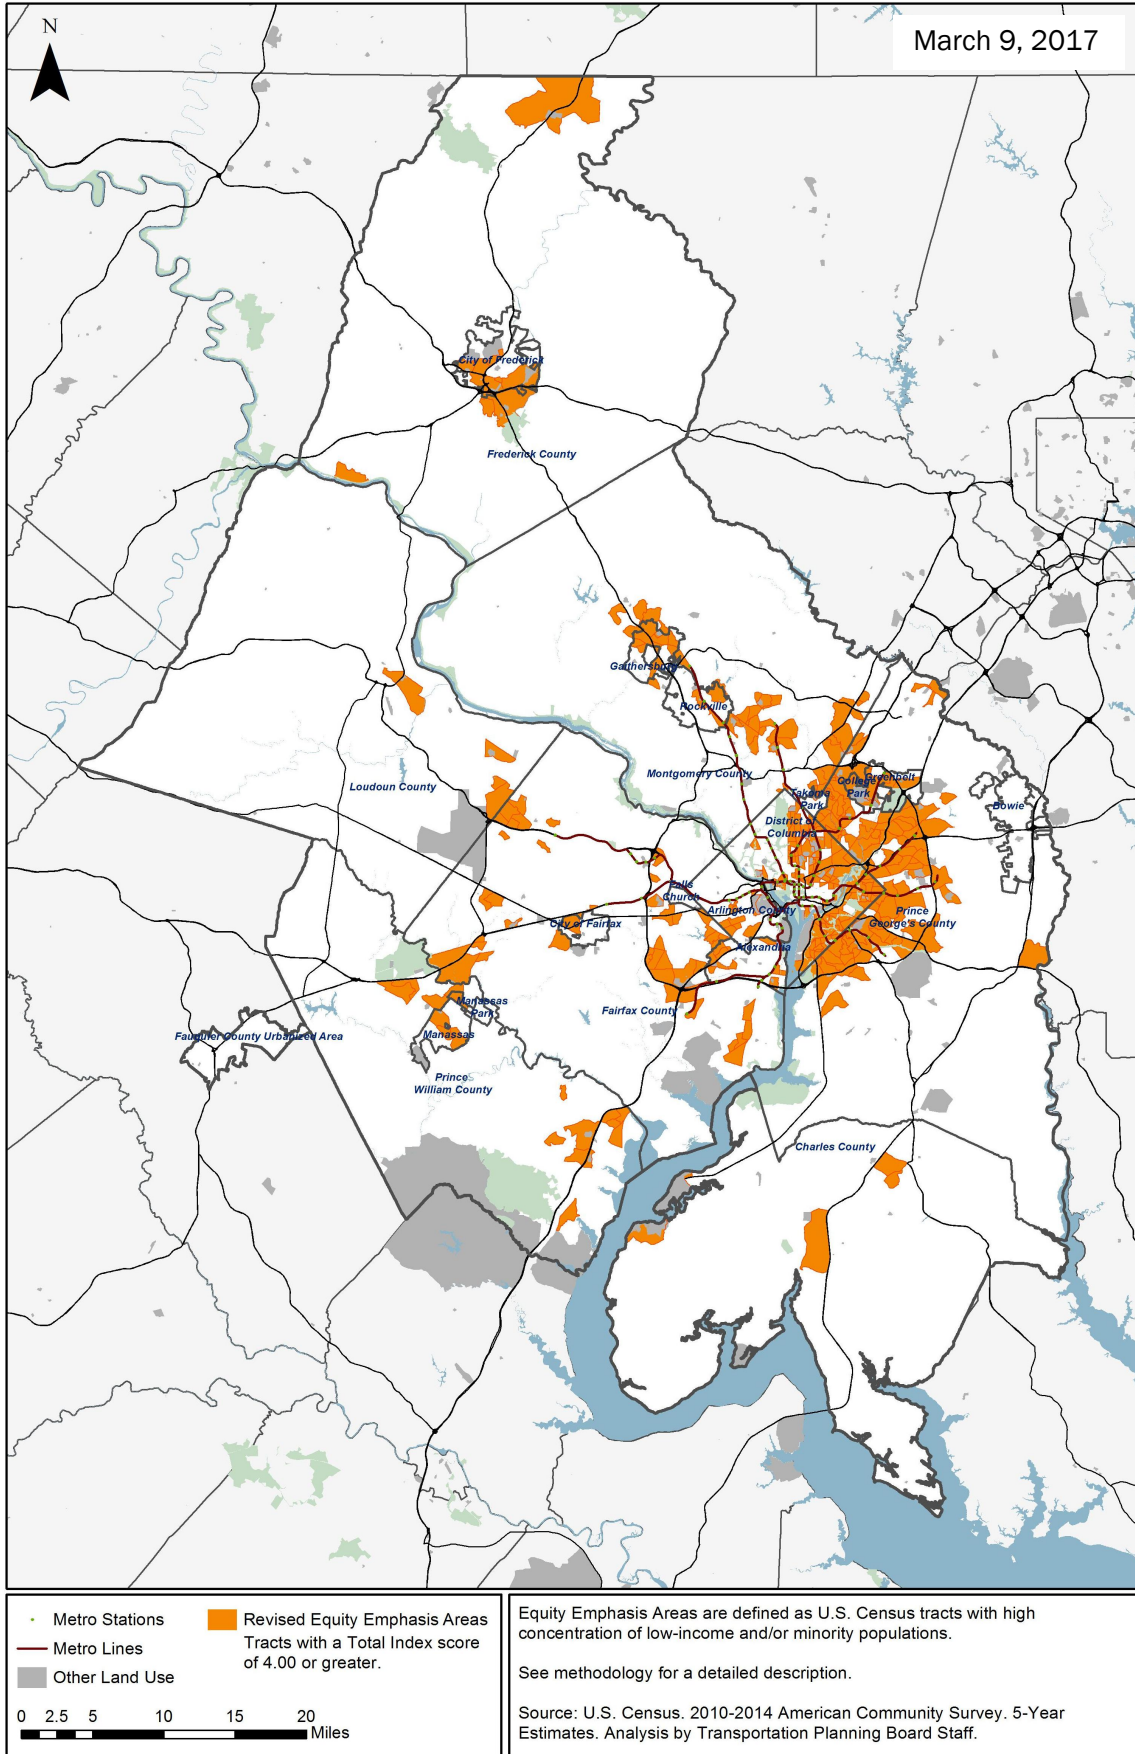 N
March 9, 2017
City of Frederick
Frederick County
Gaithersburg
Rockville
Montgomery County
Loudoun County
Takoma
Park
College
Park
Greenbelt
Bowie
District of
Columbia
Falls
Church
Arlington County
City of Fairfax
Prince
George's County
Alexandria
Manassas
Park
Manassas
Fairfax County
Fauquier County Urbanized Area
Prince
William County
Charles County
Metro Stations
Metro Lines
Other Land Use
Revised Equity Emphasis Areas
Tracts with a Total Index score
of 4.00 or greater.
0 2.5 5 10 15 20
Miles
Equity Emphasis Areas are defined as U.S. Census tracts with high
concentration of low-income and/or minority populations.
See methodology for a detailed description.
Source: U.S. Census. 2010-2014 American Community Survey. 5-Year
Estimates. Analysis by Transportation Planning Board Staff.